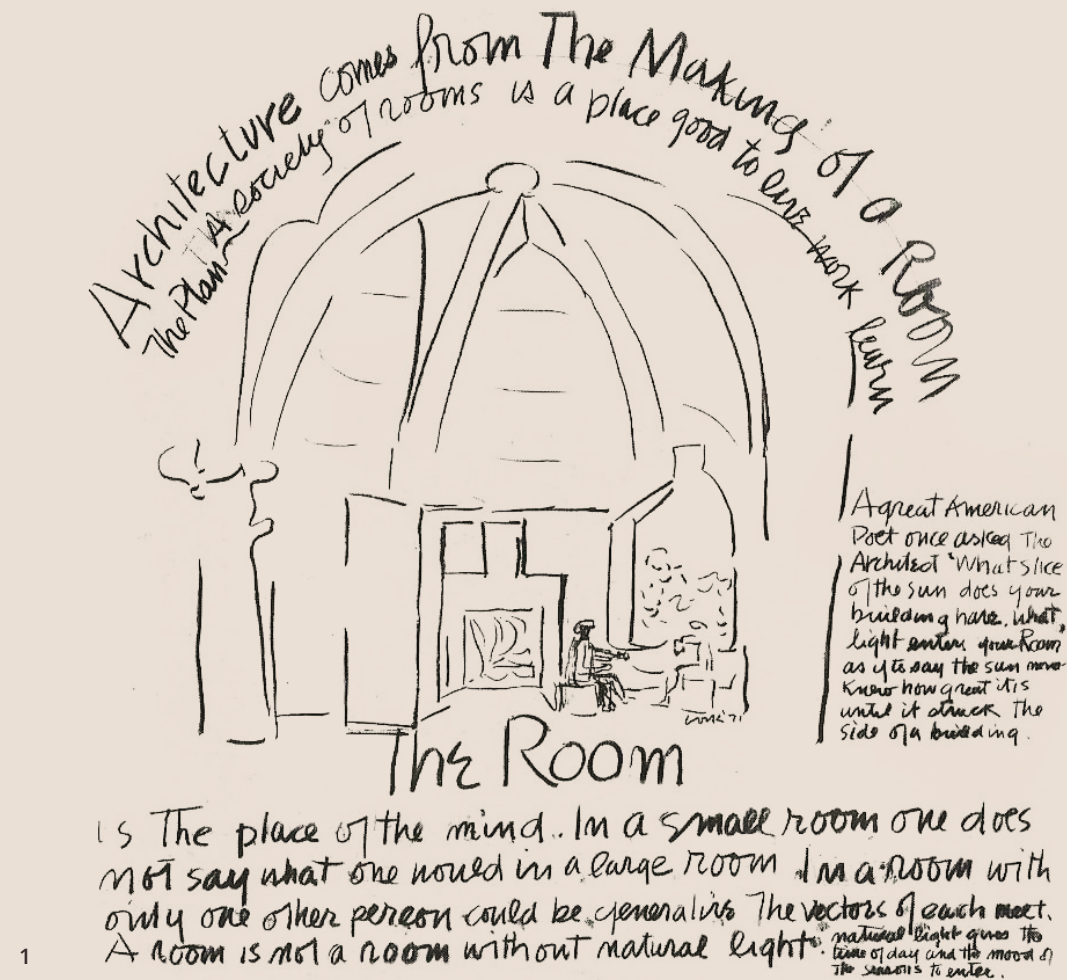 Architecture comes from The Making of a Room
The Plan A society of rooms is a place good to live work learn
A great American
Poet once asked The
Architect 'What slice
of the sun does your
building have, what
light enters your Room
as if to say the sun never
knew how great it is
until it struck The
side of a building.
The Room
is The place of the mind. In a small room one does
not say what one would in a large room In a room with
only one other person could be generative The vectors of each meet.
A room is not a room without natural light.
natural light gives the
time of day and the mood of
The seasons to enter.
1